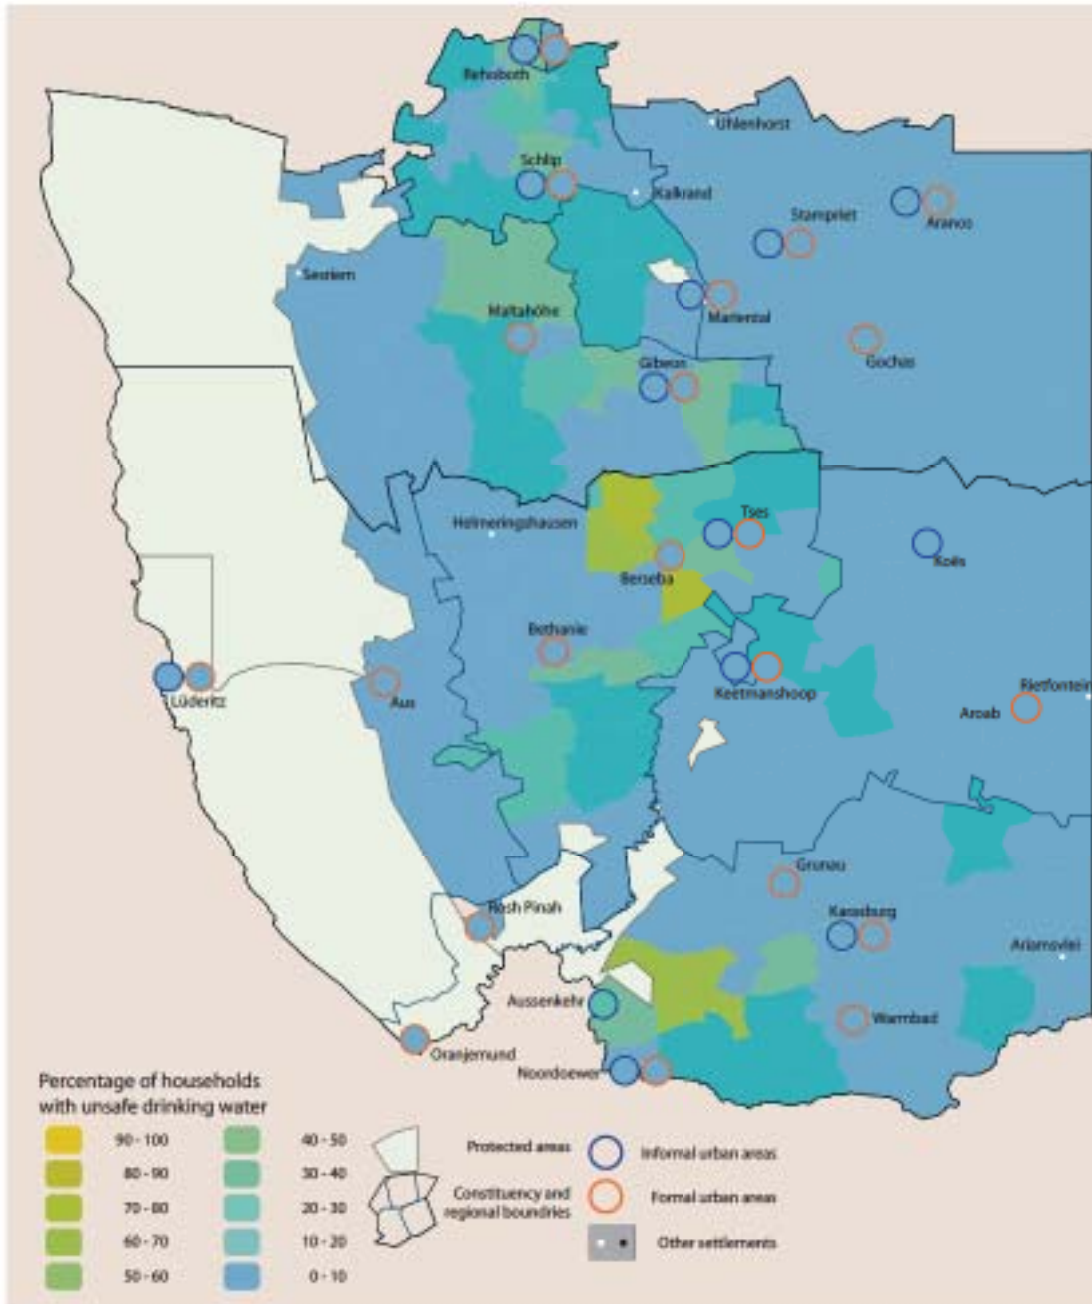 Rehoboth
Uhlenhorst
Schlip
Kalkrand
Stampriet
Aranos
Sesriem
Mariental
Maltahöhe
Gochas
Gibeon
Helmeringshausen
Tses
Koës
Berseba
Bethanie
Keetmanshoop
Rietfontein
Lüderitz
Aus
Aroab
Grunau
Rosh Pinah
Karasburg
Ariamsvlei
Aussenkehr
Warmbad
Oranjemund
Noordoewer
Percentage of households
with unsafe drinking water
90 - 100
80 - 90
70 - 80
60 - 70
50 - 60
40 - 50
30 - 40
20 - 30
10 - 20
0 - 10
Protected areas
Constituency and
regional boundries
Informal urban areas
Formal urban areas
Other settlements